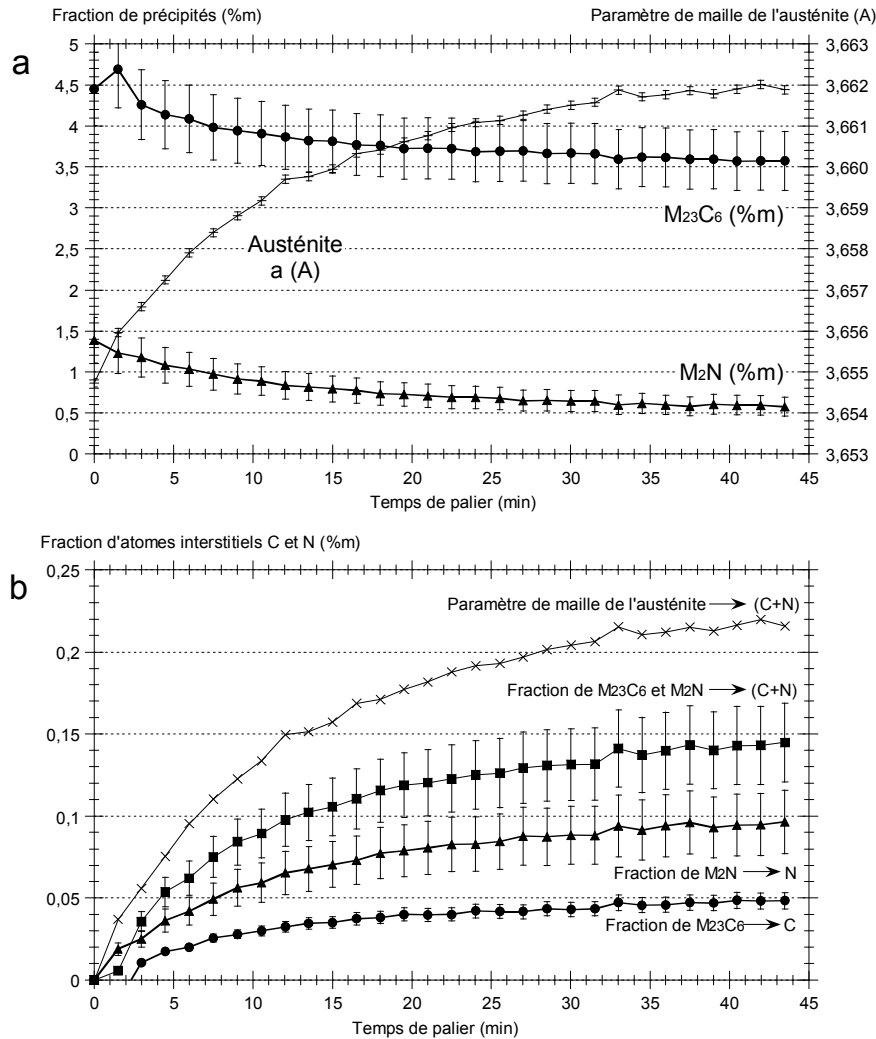 Fraction de précipités (%m)
Paramètre de maille de l'austénite (A)
a
5
4,5
4
3,5
3
2,5
2
1,5
1
0,5
0
3,663
3,662
3,661
3,660
3,659
3,658
3,657
3,656
3,655
3,654
3,653
M23C6 (%m)
Austénite
a (A)
M2N (%m)
0 5 10 15 20 25 30 35 40 45
Temps de palier (min)
Fraction d'atomes interstitiels C et N (%m)
b
0,25
0,2
0,15
0,1
0,05
0
Paramètre de maille de l'austénite → (C+N)
Fraction de M23C6 et M2N → (C+N)
Fraction de M2N → N
Fraction de M23C6 → C
0 5 10 15 20 25 30 35 40 45
Temps de palier (min)